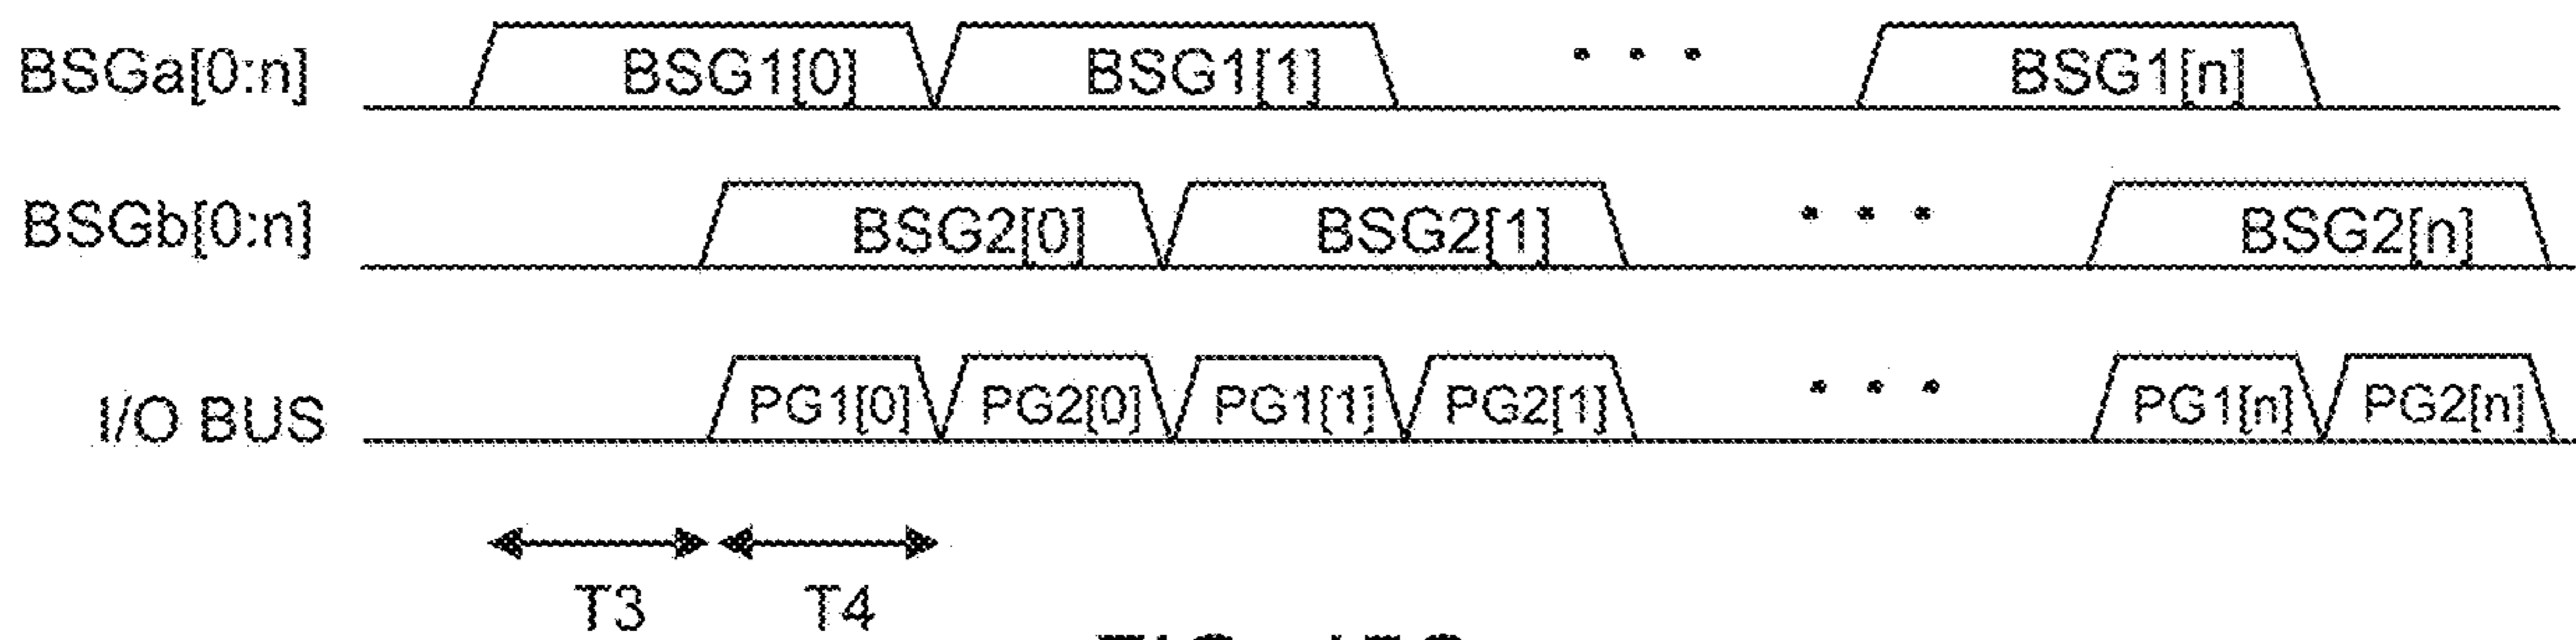 BSGa[0:n] BSG1[0] BSG1[1] • • • BSG1[n]
BSGb[0:n] BSG2[0] BSG2[1] • • • BSG2[n]
I/O BUS PG1[0] PG2[0] PG1[1] PG2[1] • • • PG1[n] PG2[n]
T3 T4